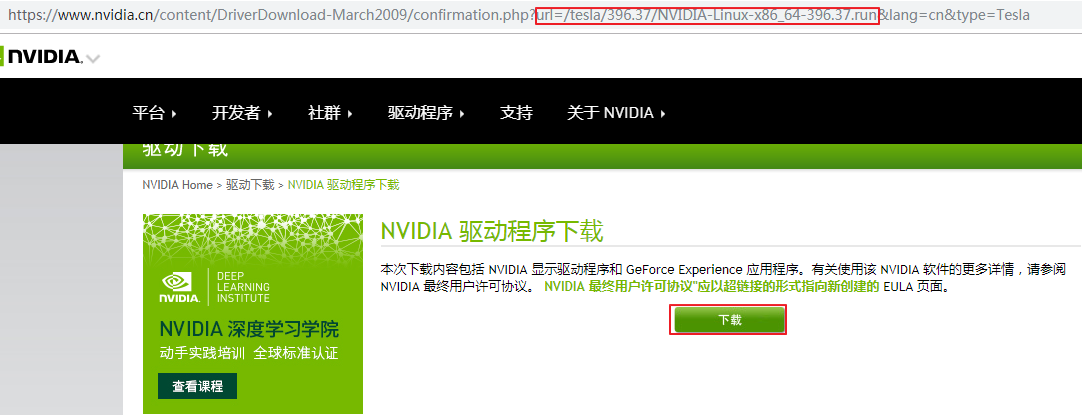 https://www.nvidia.cn/content/DriverDownload-March2009/confirmation.php?url=/tesla/396.37/NVIDIA-Linux-x86_64-396.37.run&lang=cn&type=Tesla
NVIDIA.
平台 开发者 社群 驱动程序 支持 关于 NVIDIA
驱动下载
NVIDIA Home > 驱动下载 > NVIDIA 驱动程序下载
NVIDIA 驱动程序下载
本次下载内容包括 NVIDIA 显示驱动程序和 GeForce Experience 应用程序。有关使用该 NVIDIA 软件的更多详情，请参阅
NVIDIA 最终用户许可协议。 NVIDIA 最终用户许可协议"应以超链接的形式指向新创建的 EULA 页面。
下载
NVIDIA.
DEEP
LEARNING
INSTITUTE
NVIDIA 深度学习学院
动手实践培训 全球标准认证
查看课程